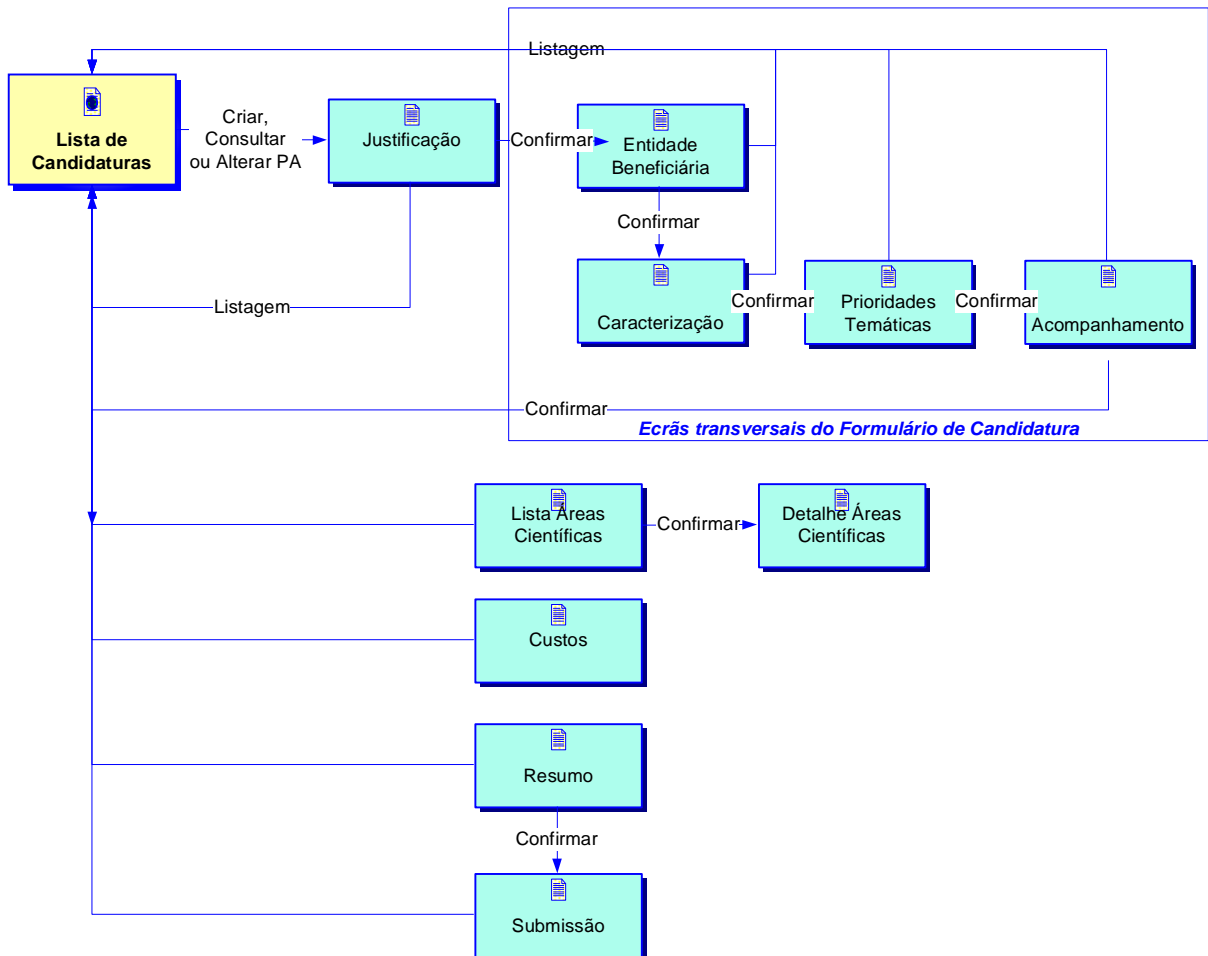 Listagem
Lista de
Candidaturas
Criar,
Consultar
ou Alterar PA
Justificação
Confirmar
Entidade
Beneficiária
Confirmar
Caracterização
Confirmar
Prioridades
Temáticas
Confirmar
Acompanhamento
Listagem
Confirmar
Ecrãs transversais do Formulário de Candidatura
Lista Áreas
Científicas
Confirmar
Detalhe Áreas
Científicas
Custos
Resumo
Confirmar
Submissão